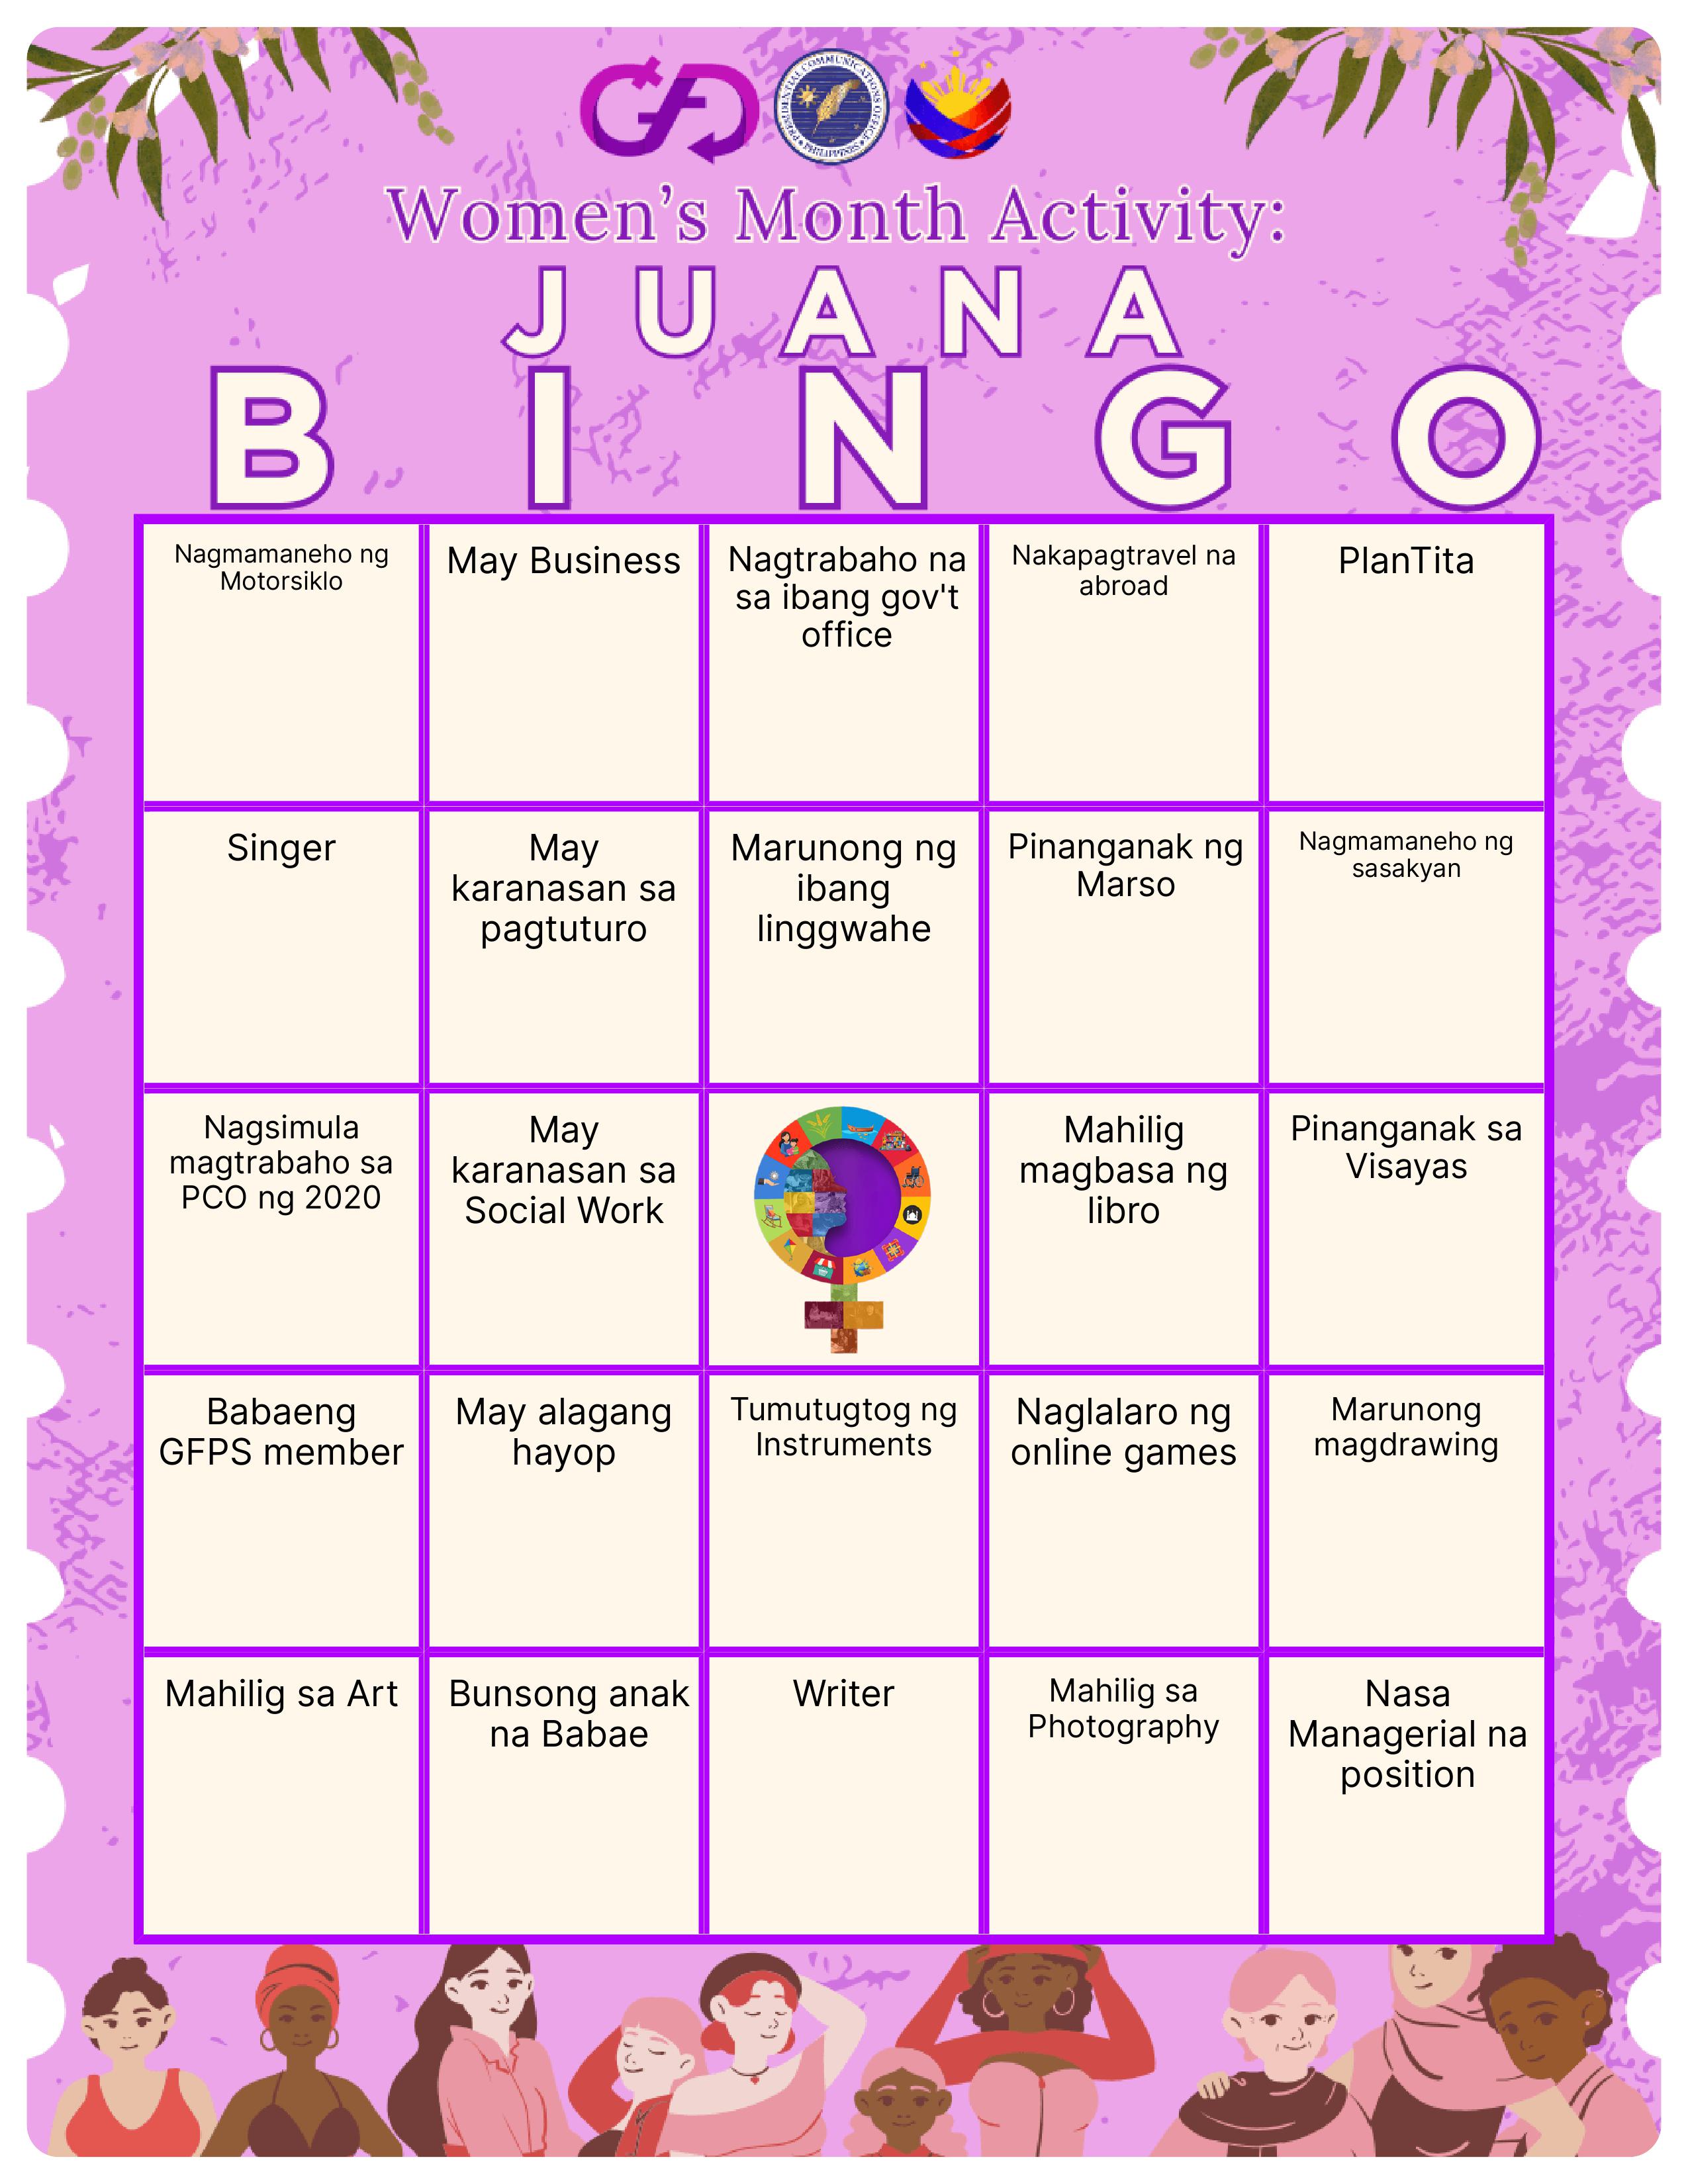 PRESIDENTIAL COMMUNICATIONS OFFICE
PHILIPPINES
Women's Month Activity:
JUANA
BINGO
Nagmamaneho ng
Motorsiklo
May Business
Nagtrabaho na
sa ibang gov't
office
Nakapagtravel na
abroad
PlanTita
Singer
May
karanasan sa
pagtuturo
Marunong ng
ibang
linggwahe
Pinanganak ng
Marso
Nagmamaneho ng
sasakyan
Nagsimula
magtrabaho sa
PCO ng 2020
May
karanasan sa
Social Work
Mahilig
magbasa ng
libro
Pinanganak sa
Visayas
Babaeng
GFPS member
May alagang
hayop
Tumutugtog ng
Instruments
Naglalaro ng
online games
Marunong
magdrawing
Mahilig sa Art
Bunsong anak
na Babae
Writer
Mahilig sa
Photography
Nasa
Managerial na
position